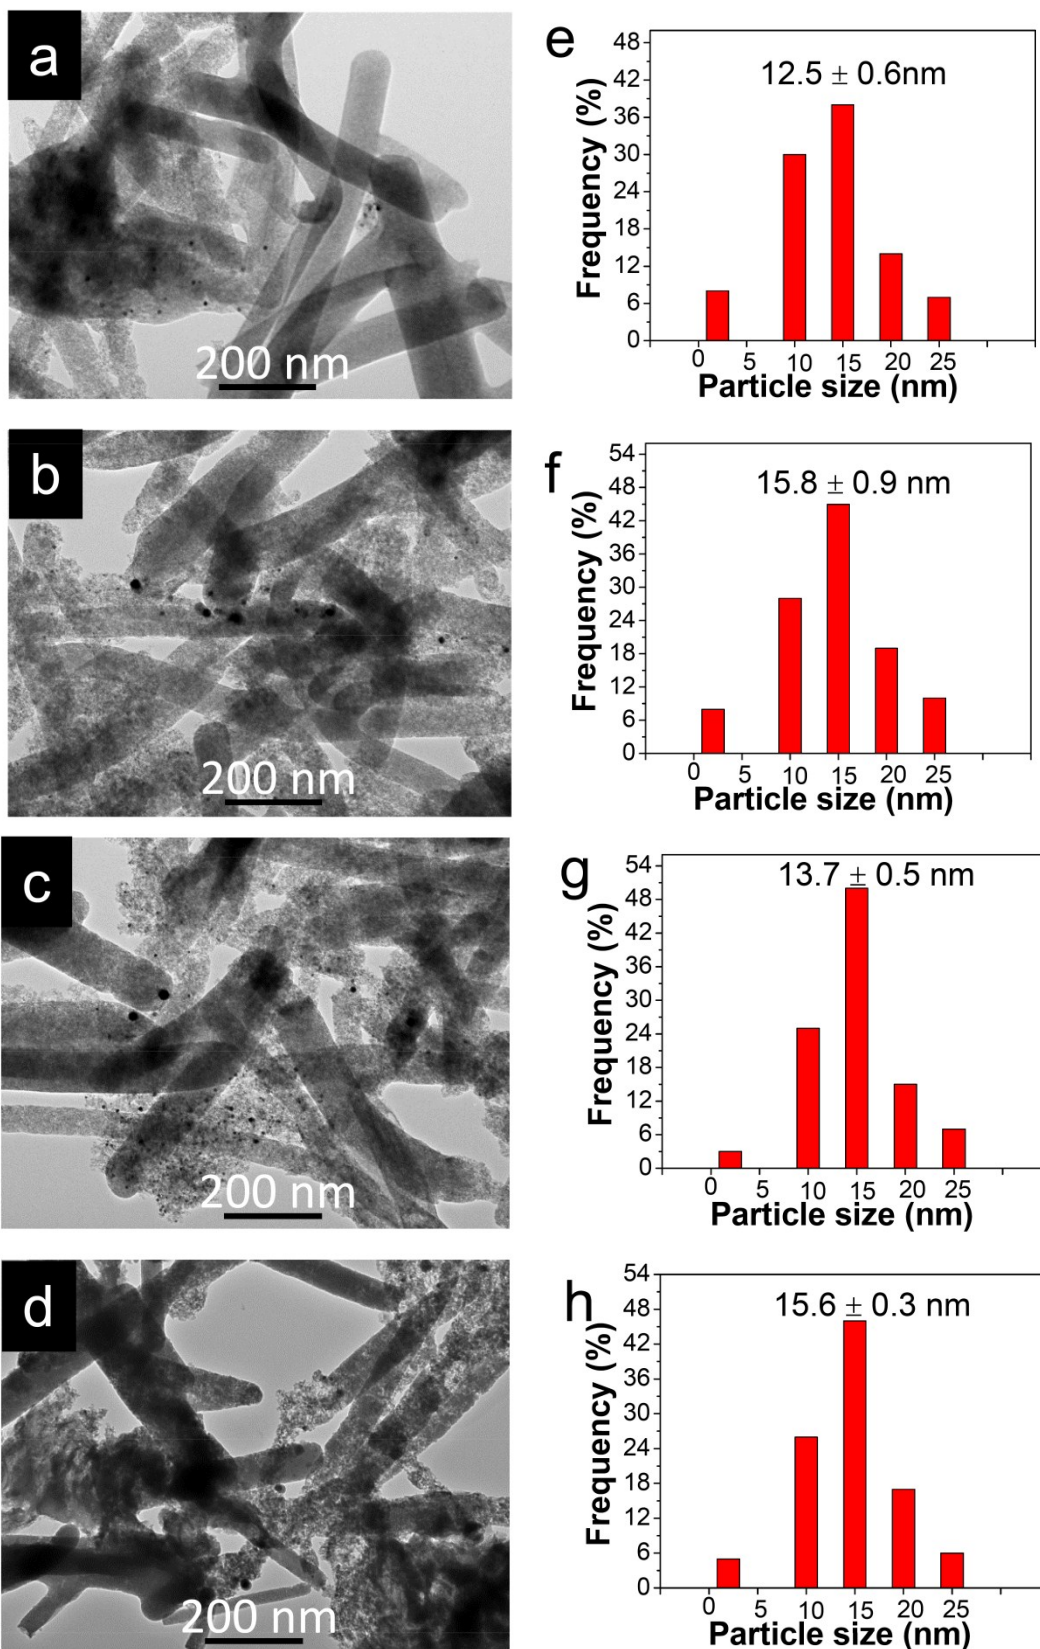 a
200 nm
e
12.5 ± 0.6nm
Frequency (%)
48
42
36
30
24
18
12
6
0
0 5 10 15 20 25
Particle size (nm)
b
200 nm
f
15.8 ± 0.9 nm
Frequency (%)
54
48
42
36
30
24
18
12
6
0
0 5 10 15 20 25
Particle size (nm)
c
200 nm
g
13.7 ± 0.5 nm
Frequency (%)
54
48
42
36
30
24
18
12
6
0
0 5 10 15 20 25
Particle size (nm)
d
200 nm
h
15.6 ± 0.3 nm
Frequency (%)
54
48
42
36
30
24
18
12
6
0
0 5 10 15 20 25
Particle size (nm)